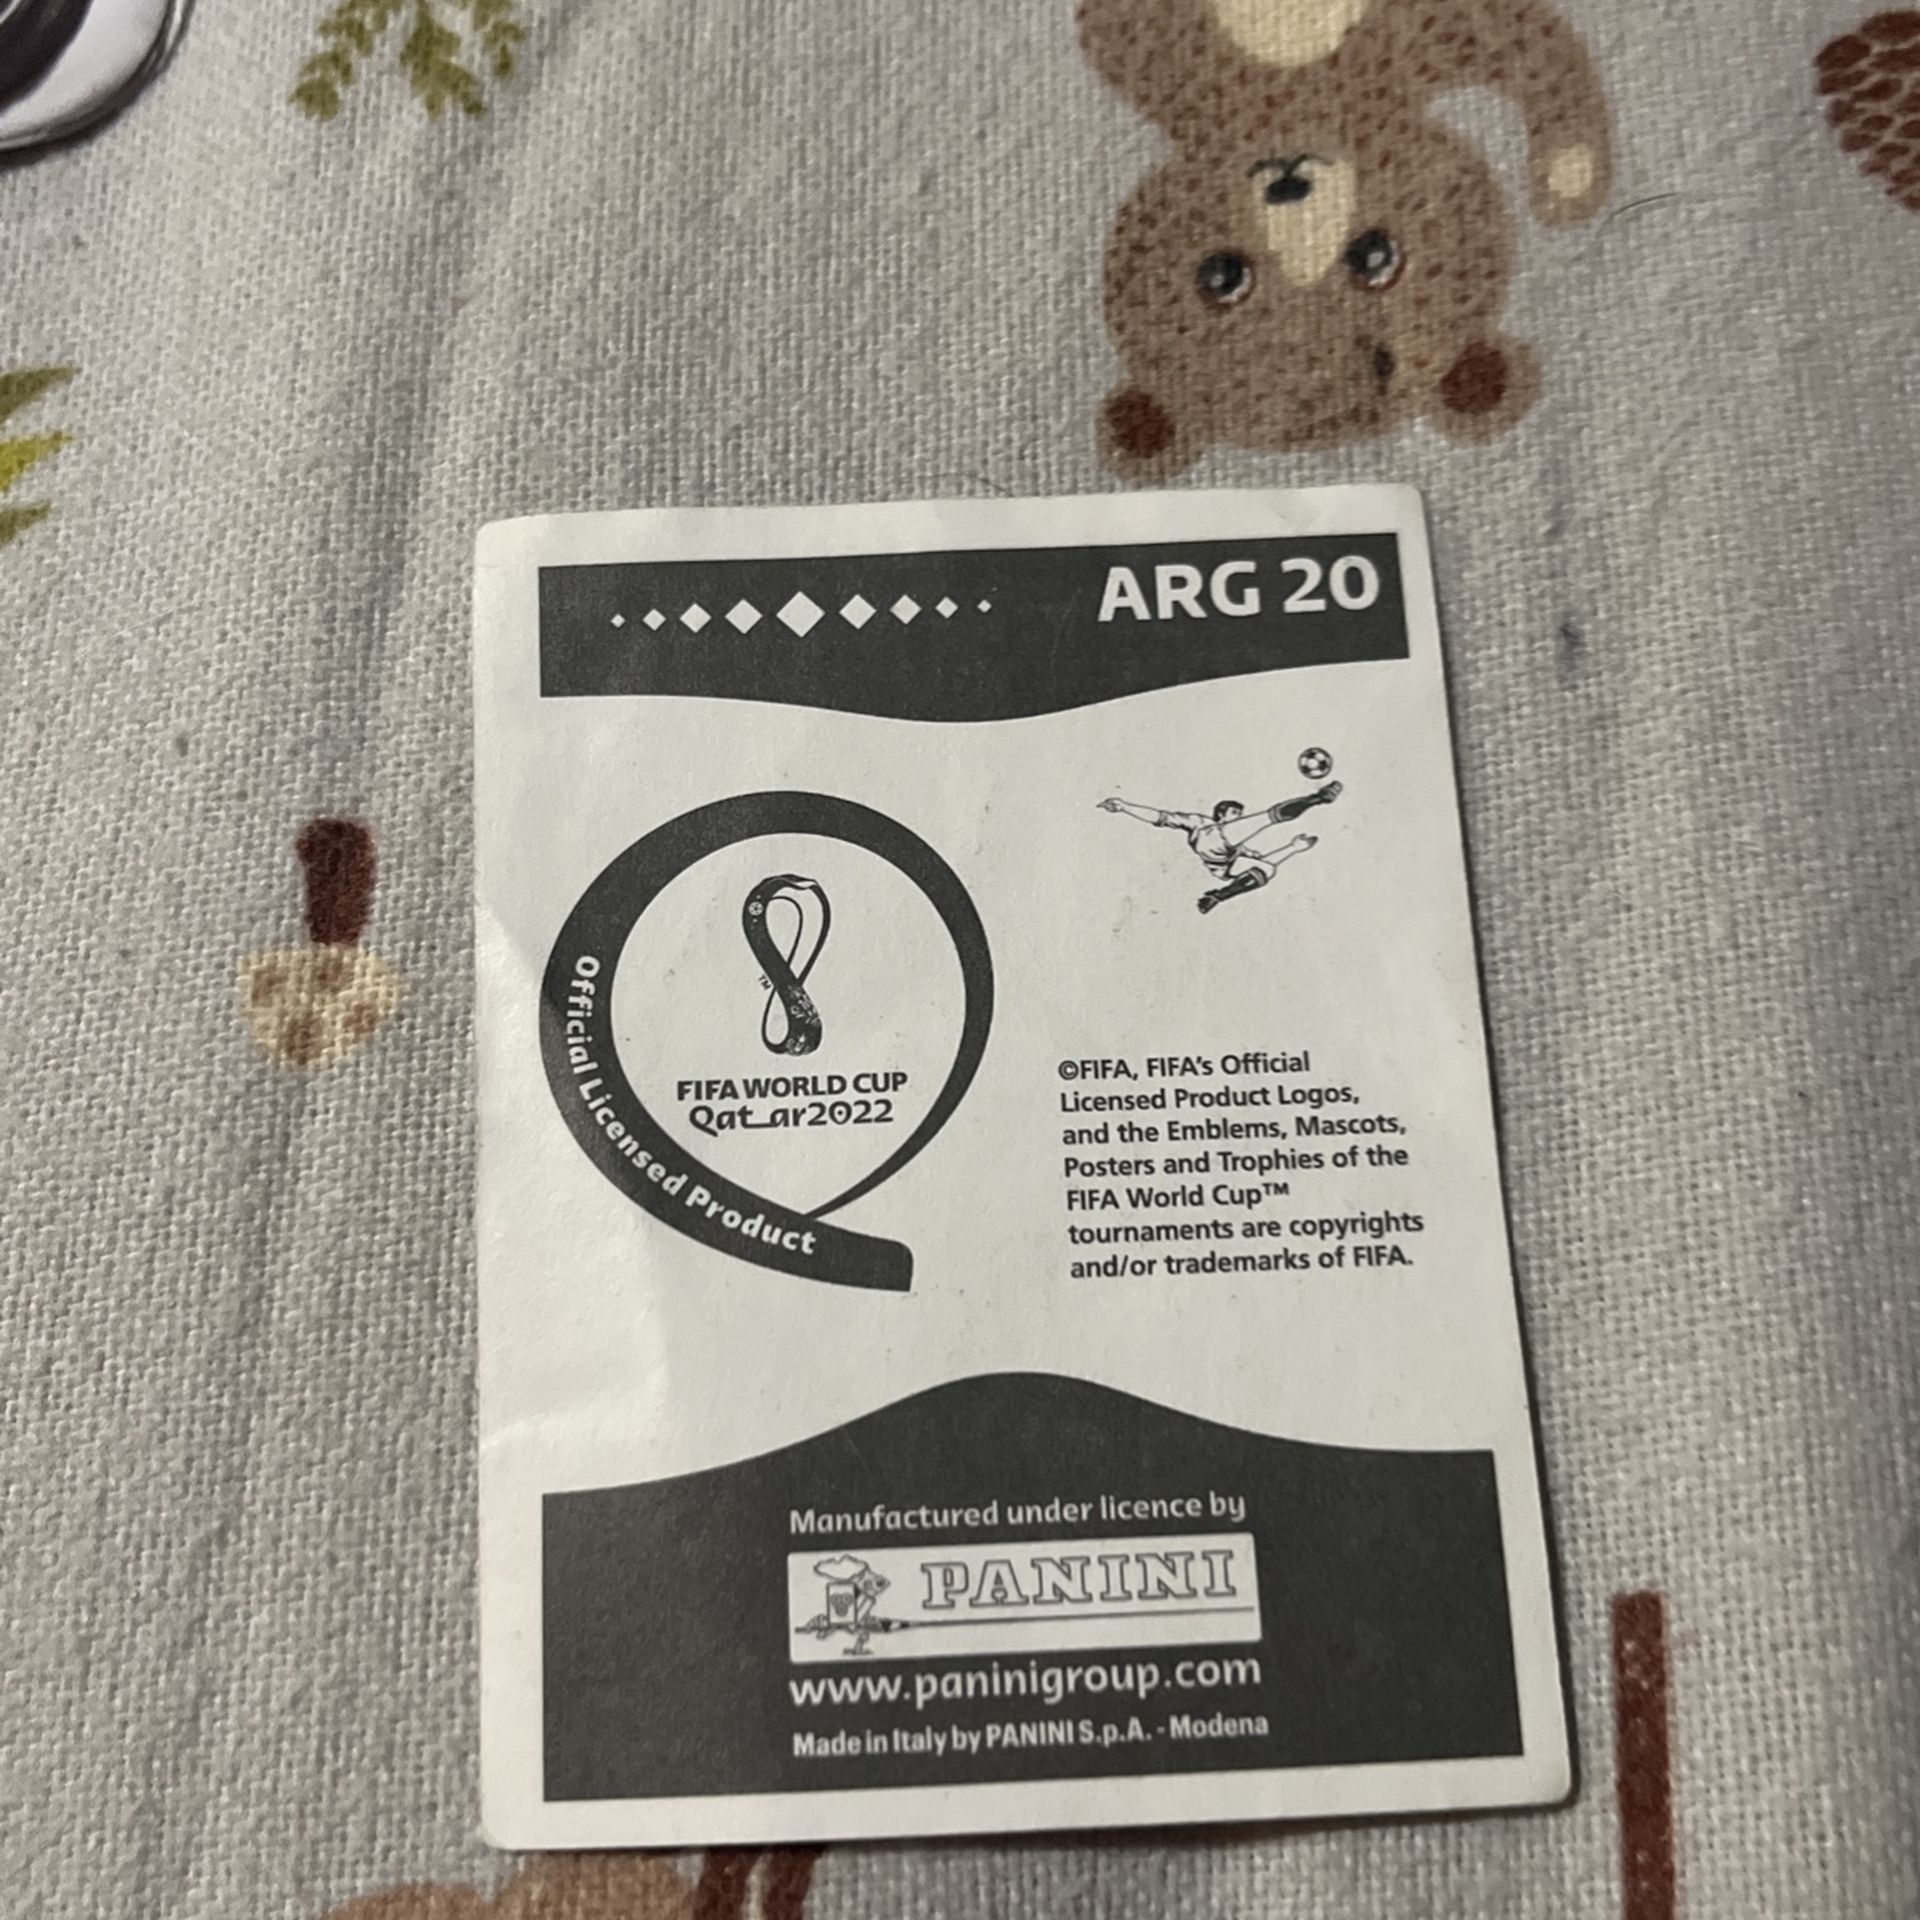 ARG 20
Official Licensed Product
TM
FIFA WORLD CUP
Qatar2022
©FIFA, FIFA's Official
Licensed Product Logos,
and the Emblems, Mascots,
Posters and Trophies of the
FIFA World Cup™
tournaments are copyrights
and/or trademarks of FIFA.
Manufactured under licence by
PANINI
www.paninigroup.com
Made in Italy by PANINI S.p.A. - Modena